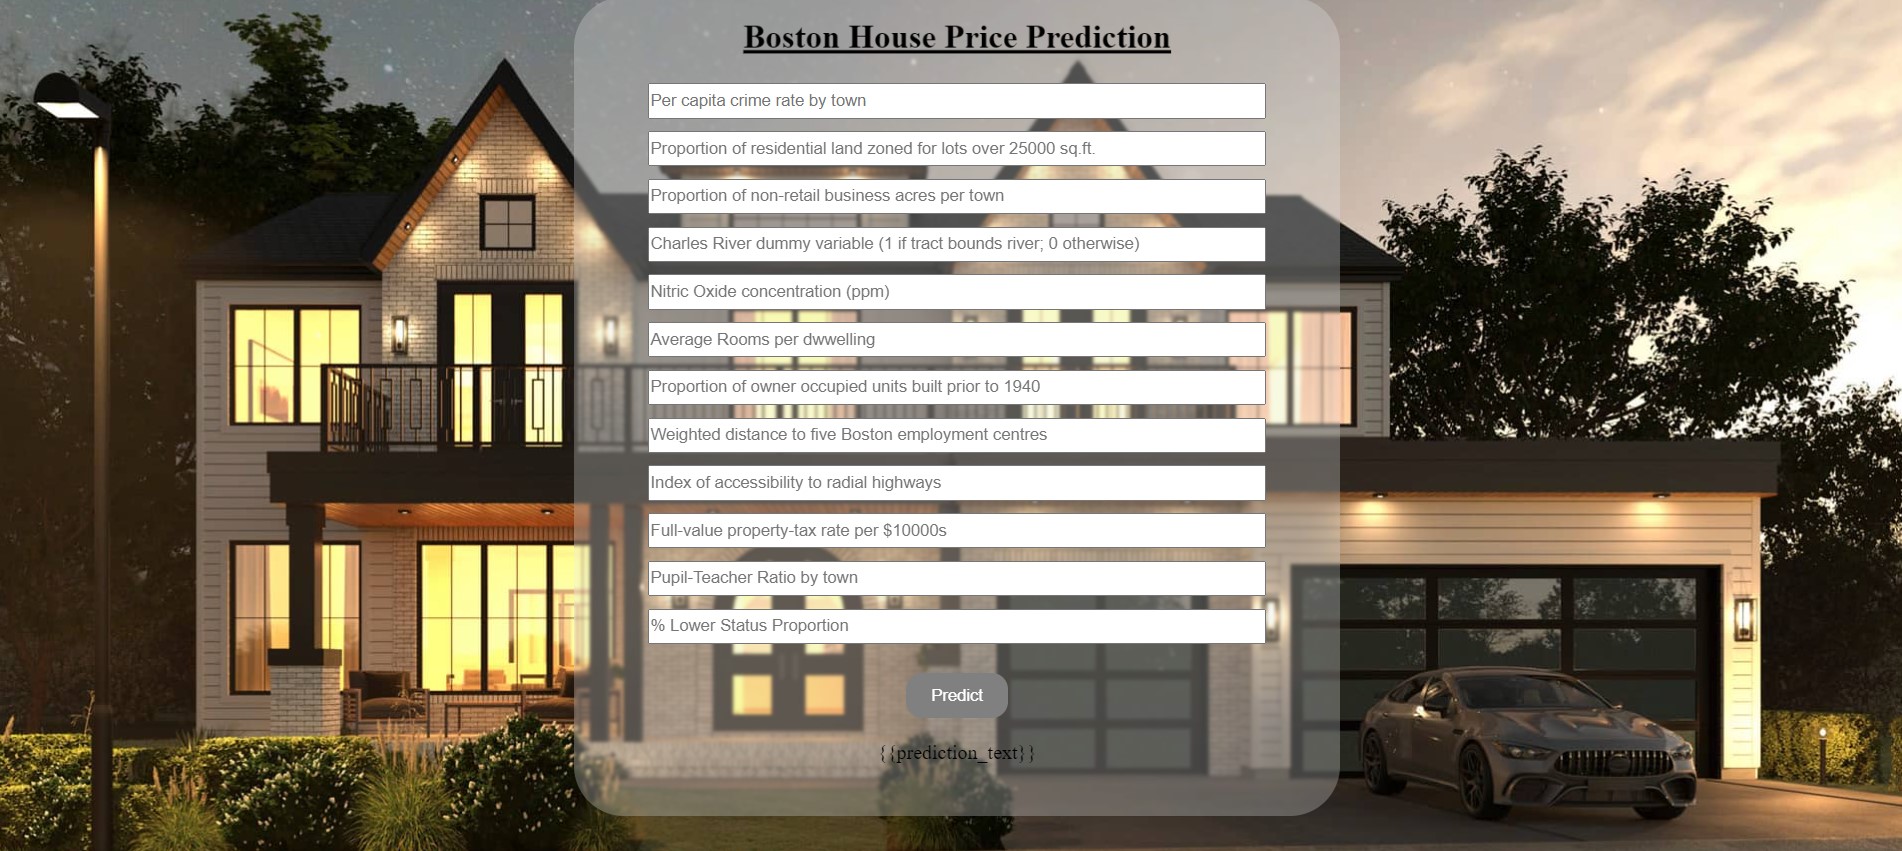 Boston House Price Prediction
Per capita crime rate by town
Proportion of residential land zoned for lots over 25000 sq.ft.
Proportion of non-retail business acres per town
Charles River dummy variable (1 if tract bounds river; 0 otherwise)
Nitric Oxide concentration (ppm)
Average Rooms per dwwelling
Proportion of owner occupied units built prior to 1940
Weighted distance to five Boston employment centres
Index of accessibility to radial highways
Full-value property-tax rate per $10000s
Pupil-Teacher Ratio by town
% Lower Status Proportion
Predict
{{prediction_text}}